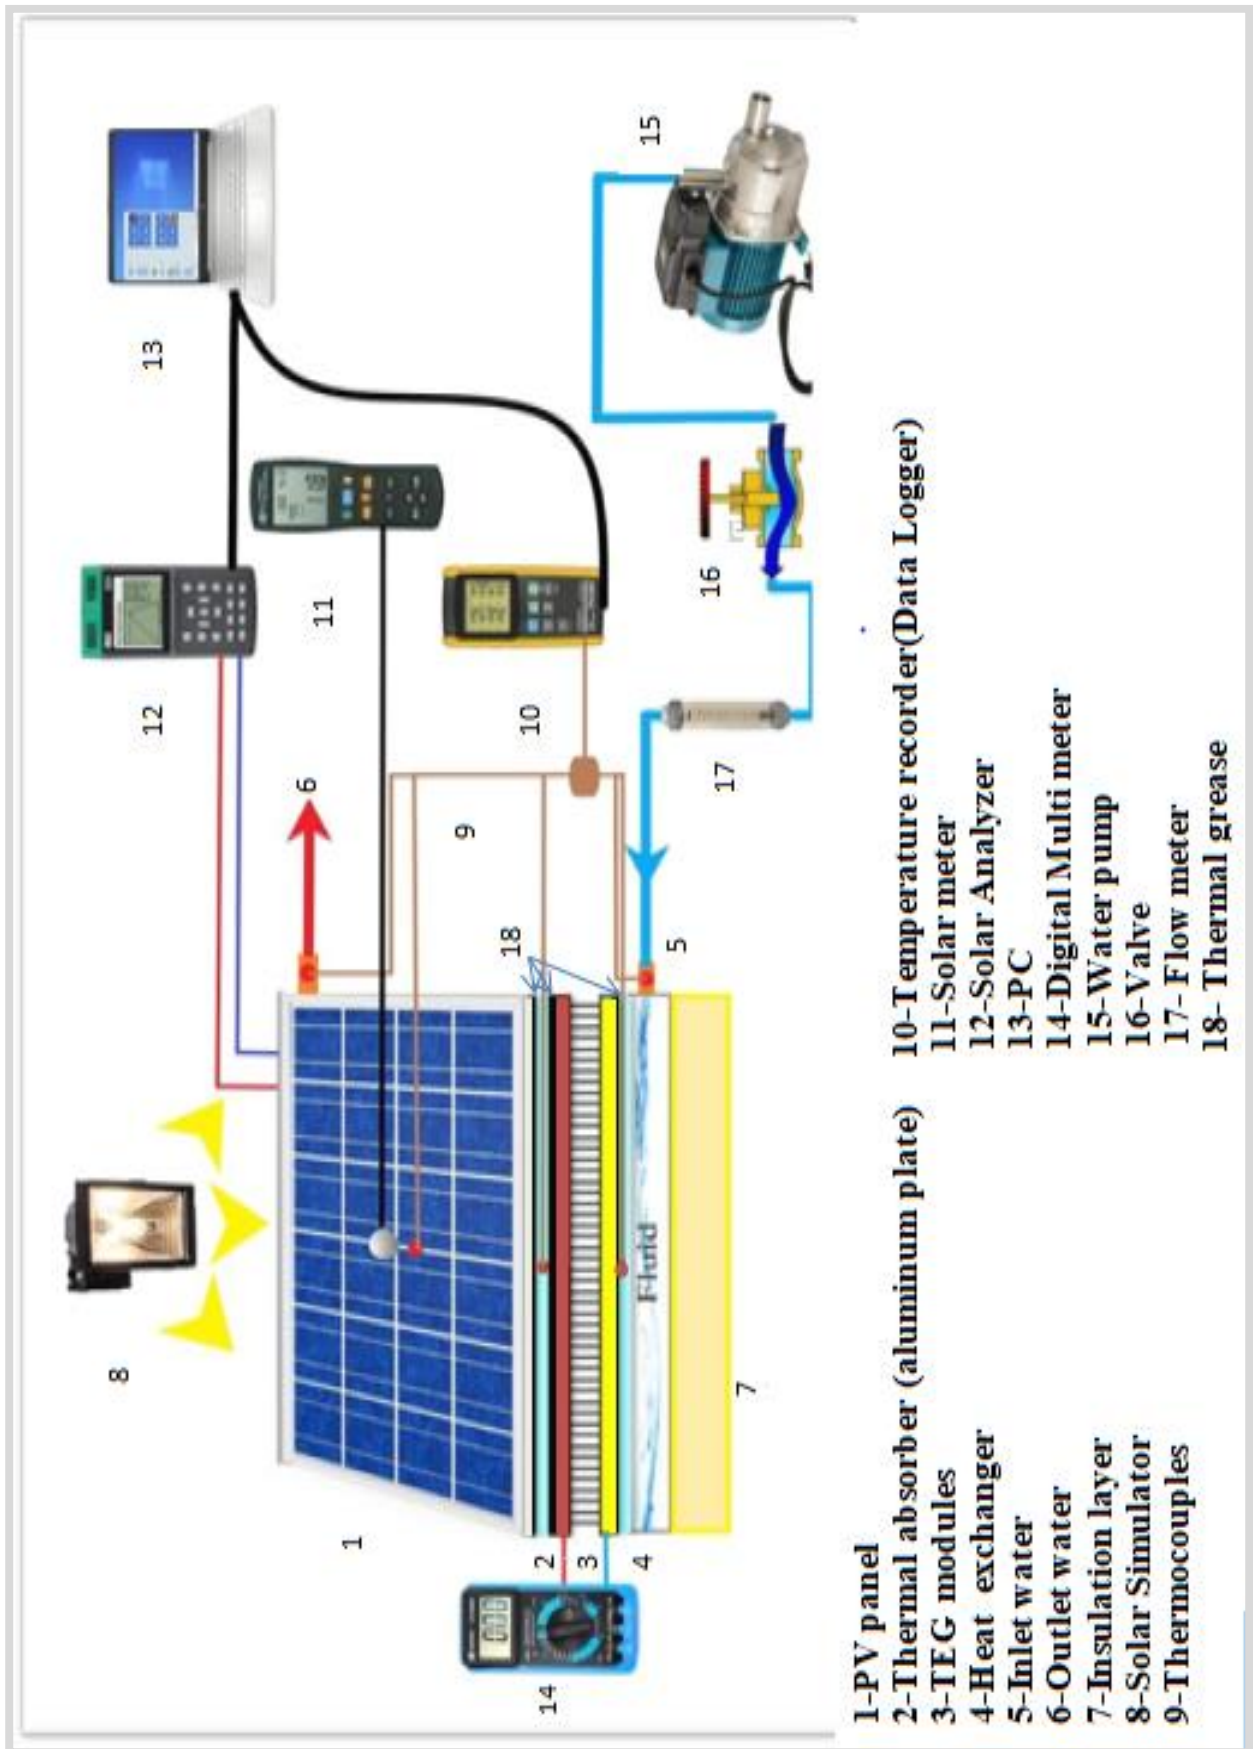 8
13
12
6
11
1
9
10
15
18
16
14
2
3
4
Fluid
5
17
7
1-PV panel
2-Thermal absorber (aluminum plate)
3-TEG modules
4-Heat exchanger
5-Inlet water
6-Outlet water
7-Insulation layer
8-Solar Simulator
9-Thermocouples
10-Temperature recorder(Data Logger)
11-Solar meter
12-Solar Analyzer
13-PC
14-Digital Multi meter
15-Water pump
16-Valve
17- Flow meter
18- Thermal grease